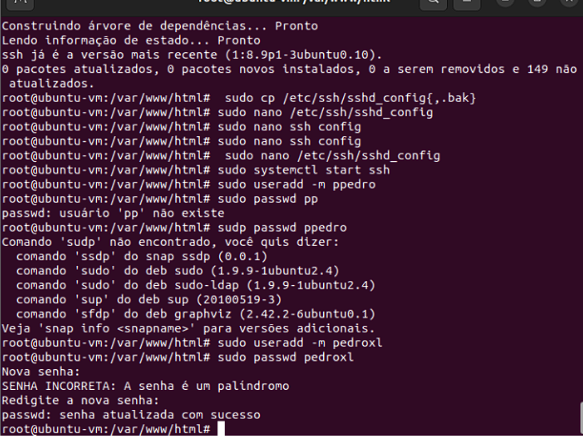 Construindo árvore de dependências... Pronto
Lendo informação de estado... Pronto
ssh já é a versão mais recente (1:8.9p1-3ubuntu0.10).
0 pacotes atualizados, 0 pacotes novos instalados, 0 a serem removidos e 149 não
 atualizados.
root@ubuntu-vm:/var/www/html#  sudo cp /etc/ssh/sshd_config{,.bak}
root@ubuntu-vm:/var/www/html# sudo nano /etc/ssh/sshd_config
root@ubuntu-vm:/var/www/html# sudo nano ssh config
root@ubuntu-vm:/var/www/html# sudo nano ssh config
root@ubuntu-vm:/var/www/html#  sudo nano /etc/ssh/sshd_config
root@ubuntu-vm:/var/www/html# sudo systemctl start ssh
root@ubuntu-vm:/var/www/html# sudo useradd -m ppedro
root@ubuntu-vm:/var/www/html# sudo passwd pp
passwd: usuário 'pp' não existe
root@ubuntu-vm:/var/www/html# sudp passwd ppedro
Comando 'sudp' não encontrado, você quis dizer:
  comando 'ssdp' do snap ssdp (0.0.1)
  comando 'sudo' do deb sudo (1.9.9-1ubuntu2.4)
  comando 'sudo' do deb sudo-ldap (1.9.9-1ubuntu2.4)
  comando 'sup' do deb sup (20100519-3)
  comando 'sfdp' do deb graphviz (2.42.2-6ubuntu0.1)
Veja 'snap info <snapname>' para versões adicionais.
root@ubuntu-vm:/var/www/html# sudo useradd -m pedroxl
root@ubuntu-vm:/var/www/html# sudo passwd pedroxl
Nova senha:
SENHA INCORRETA: A senha é um palíndromo
Redigite a nova senha:
passwd: senha atualizada com sucesso
root@ubuntu-vm:/var/www/html#